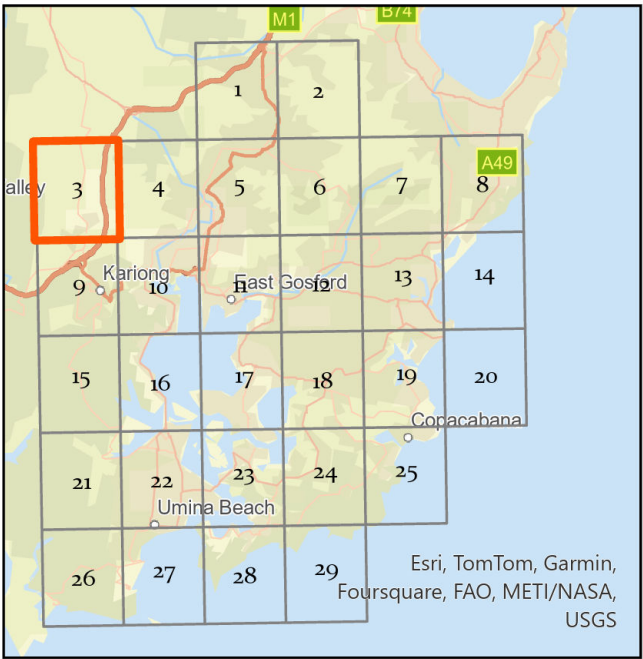 M1
B74
1
2
A49
alley
3
4
5
6
7
8
9
Kariong
10
East Gosford
11
12
13
14
15
16
17
18
19
20
Copacabana
21
22
23
24
25
Umina Beach
26
27
28
29
Esri, TomTom, Garmin,
Foursquare, FAO, METI/NASA,
USGS